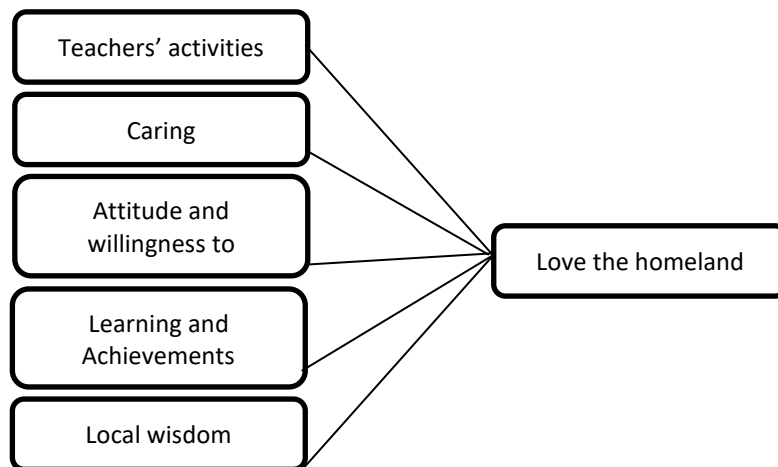 Teachers’ activities
Caring
Attitude and
willingness to
Learning and
Achievements
Local wisdom
Love the homeland